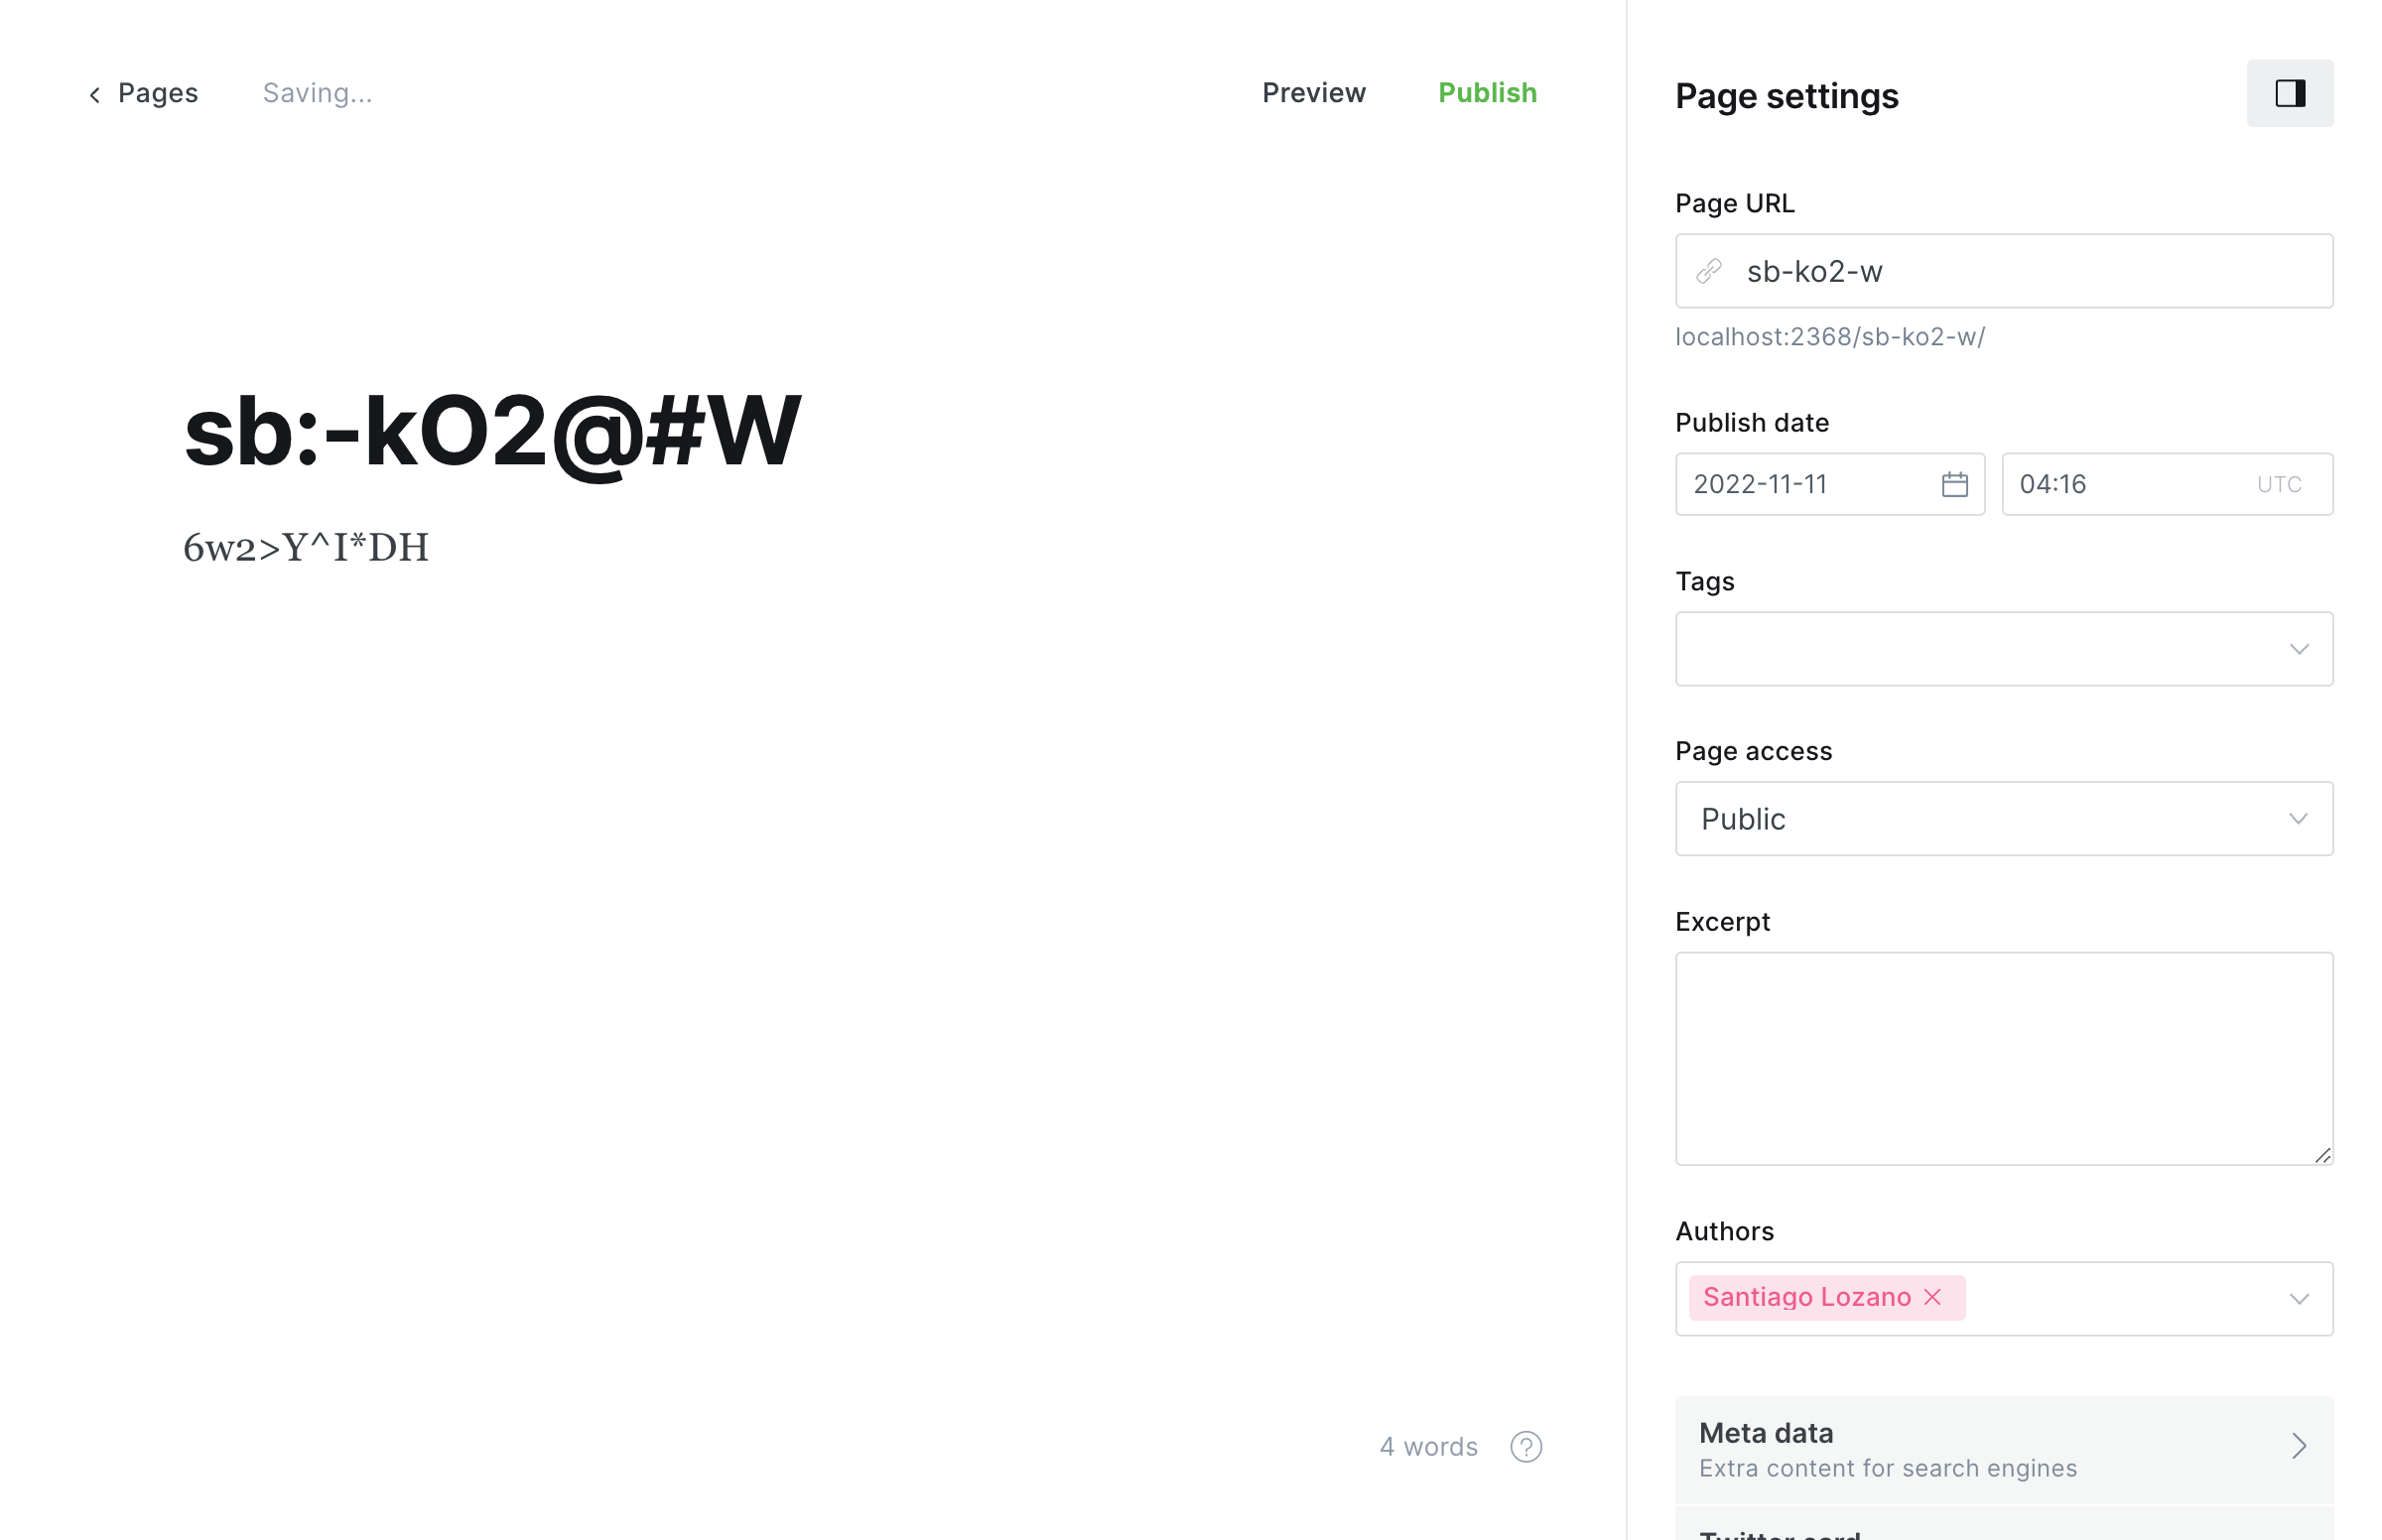 Pages
Saving...
Preview
Publish
sb:-kO2@#W
6w2>Y^I*DH
4 words
?
Page settings
Page URL
sb-ko2-w
localhost:2368/sb-ko2-w/
Publish date
2022-11-11
04:16 UTC
Tags
Page access
Public
Excerpt
Authors
Santiago Lozano
Meta data
Extra content for search engines
Twitter card